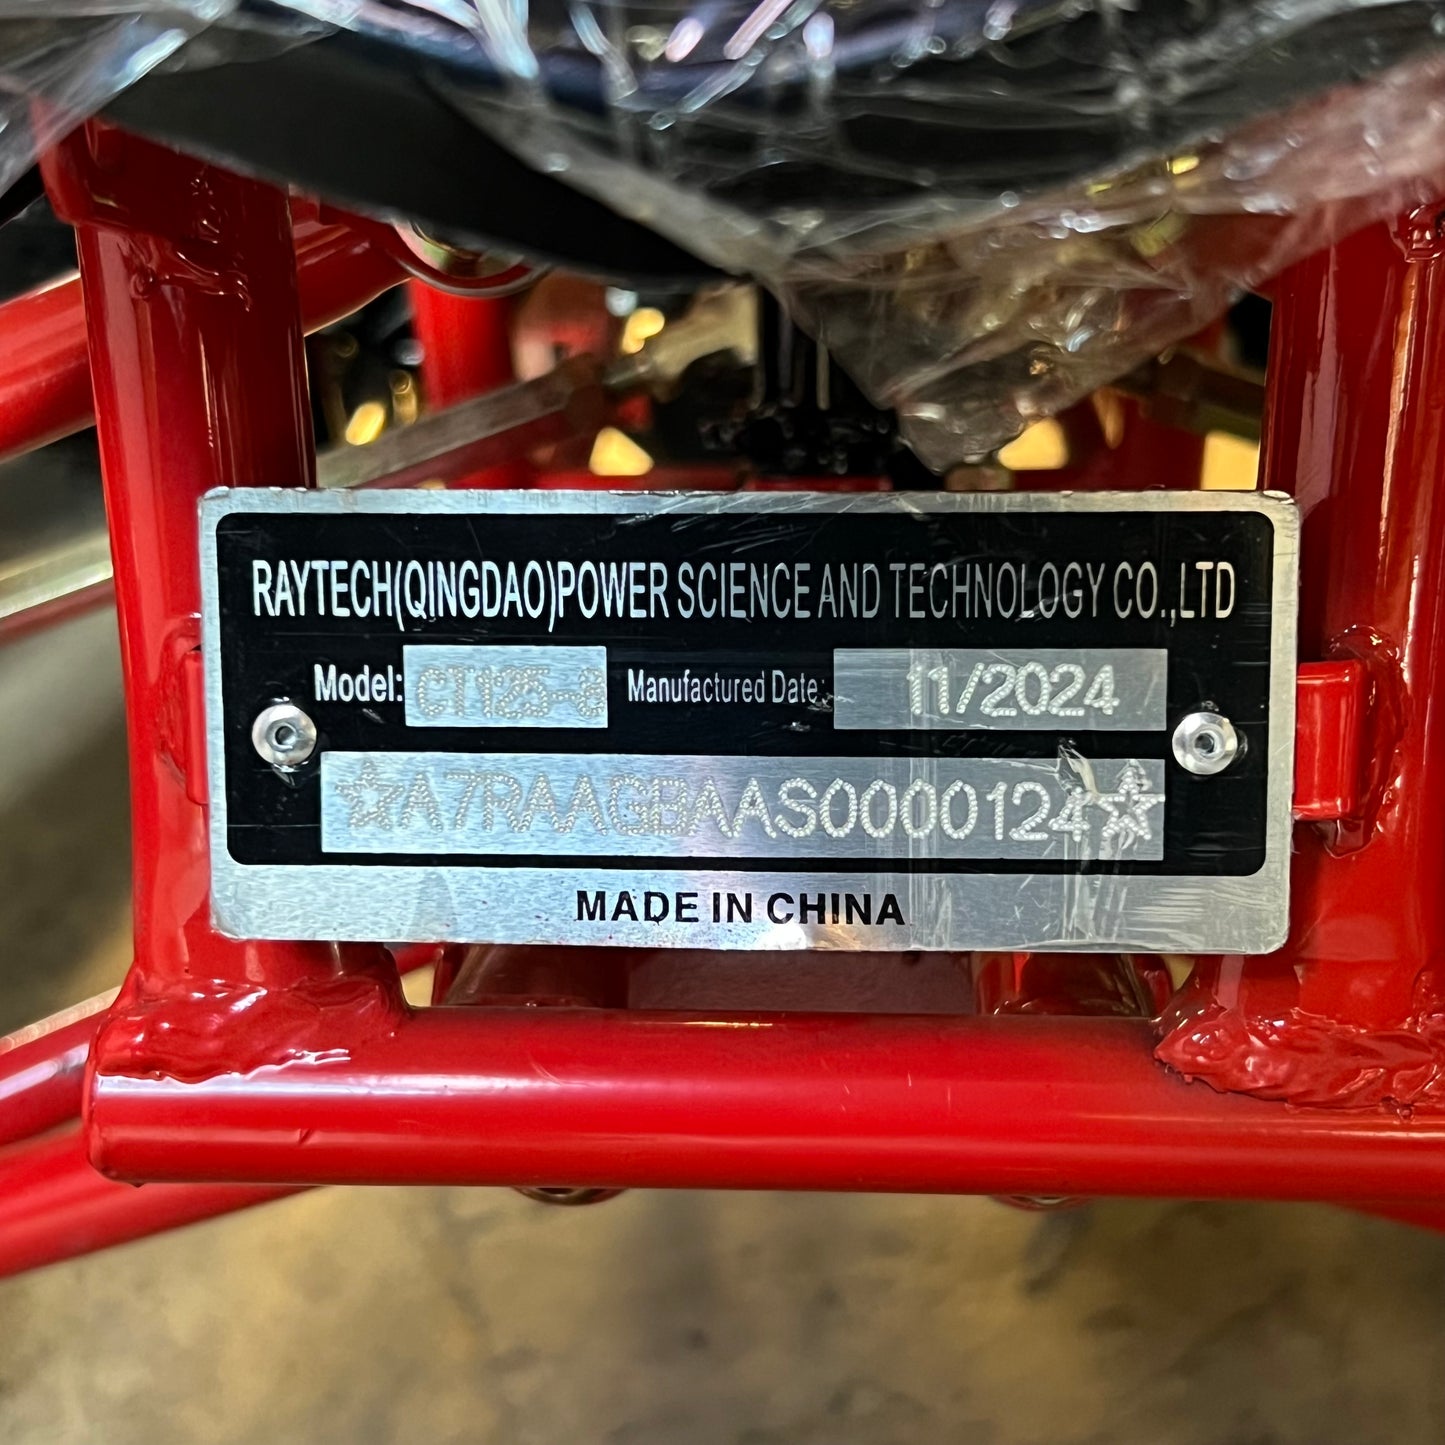 RAYTECH(QINGDAO)POWER SCIENCE AND TECHNOLOGY CO.,LTD
Model: CT125-8 Manufactured Date: 11/2024
☆A7RAAGBAAS0000124☆
MADE IN CHINA